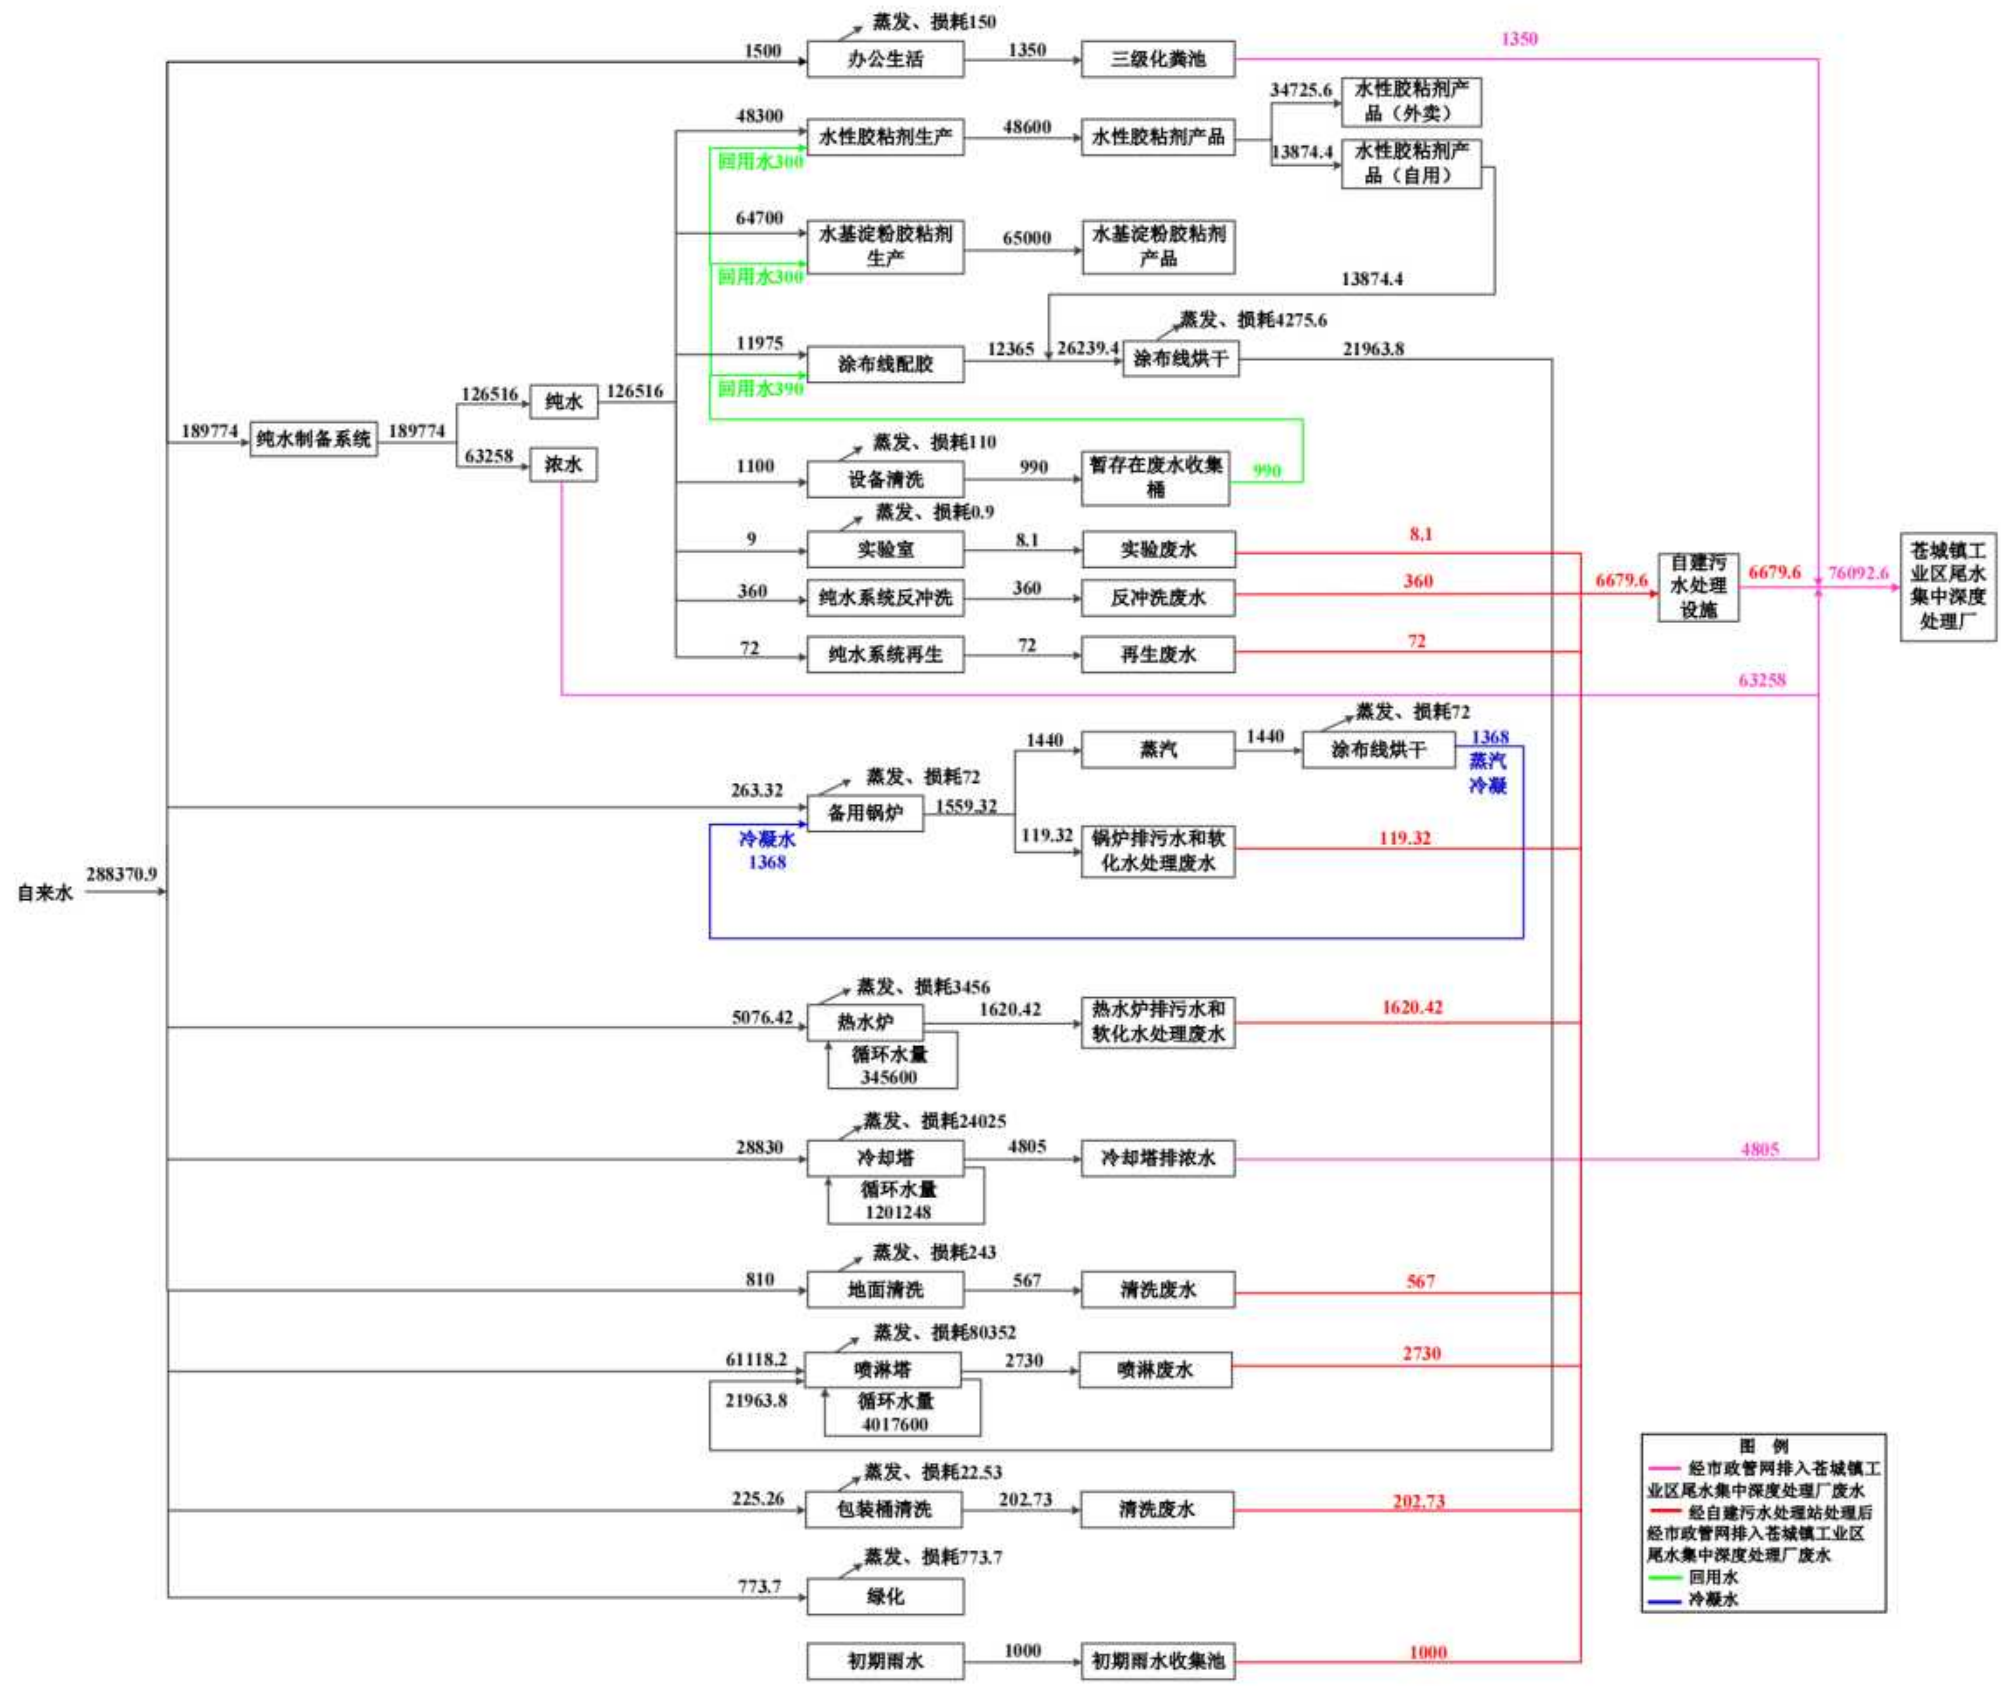 蒸发、损耗150
1500
办公生活
1350
三级化粪池
1350
48300
水性胶粘剂生产
48600
水性胶粘剂产品
34725.6
水性胶粘剂产
品（外卖）
13874.4
水性胶粘剂产
品（自用）
回用水300
64700
水基淀粉胶粘剂
生产
65000
水基淀粉胶粘剂
产品
回用水300
13874.4
蒸发、损耗4275.6
11975
涂布线配胶
12365
26239.4
涂布线烘干
21963.8
回用水390
189774
纯水制备系统
189774
126516
纯水
126516
63258
浓水
蒸发、损耗110
1100
设备清洗
990
暂存在废水收集
桶
990
蒸发、损耗0.9
9
实验室
8.1
实验废水
8.1
360
纯水系统反冲洗
360
反冲洗废水
360
6679.6
自建污
水处理
设施
6679.6
76092.6
苍城镇工
业区尾水
集中深度
处理厂
72
纯水系统再生
72
再生废水
72
63258
蒸发、损耗72
1440
蒸汽
1440
涂布线烘干
1368
蒸汽
冷凝
蒸发、损耗72
263.32
备用锅炉
1559.32
冷凝水
1368
119.32
锅炉排污水和软
化水处理废水
119.32
自来水
288370.9
蒸发、损耗3456
5076.42
热水炉
1620.42
热水炉排污水和
软化水处理废水
1620.42
循环水量
345600
蒸发、损耗24025
28830
冷却塔
4805
冷却塔排浓水
4805
循环水量
1201248
蒸发、损耗243
810
地面清洗
567
清洗废水
567
蒸发、损耗80352
61118.2
喷淋塔
2730
喷淋废水
2730
21963.8
循环水量
4017600
蒸发、损耗22.53
225.26
包装桶清洗
202.73
清洗废水
202.73
蒸发、损耗773.7
773.7
绿化
初期雨水
1000
初期雨水收集池
1000
图 例
经市政管网排入苍城镇工
业区尾水集中深度处理厂废水
经自建污水处理站处理后
经市政管网排入苍城镇工业区
尾水集中深度处理厂废水
回用水
冷凝水